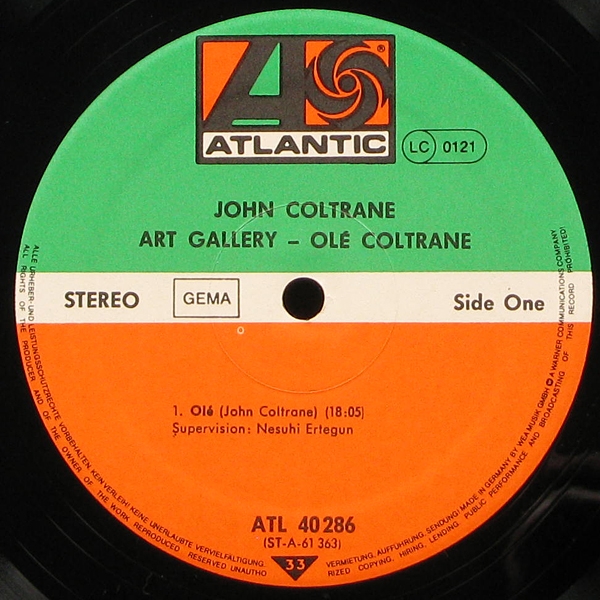 ATLANTIC
®
LC 0121
JOHN COLTRANE
ART GALLERY – OLÉ COLTRANE
STEREO
GEMA
Side One
1. Olé (John Coltrane) (18:05)
Supervision: Nesuhi Ertegun
ATL 40 286
(ST-A-61 363)
33
ALLE URHEBER- UND LEISTUNGSSCHUTZRECHTE VORBEHALTEN. KEIN VERLEIH! KEINE UNERLAUBTE VERVIELFÄLTIGUNG, VERMIETUNG, AUFFÜHRUNG, SENDUNG! MADE IN GERMANY BY WEA MUSIK GMBH A WARNER COMMUNICATIONS COMPANY
ALL RIGHTS OF THE PRODUCER AND OF THE OWNER OF THE WORK REPRODUCED RESERVED UNAUTHORIZED COPYING, HIRING, LENDING PUBLIC PERFORMANCE AND BROADCASTING OF THIS RECORD PROHIBITED!